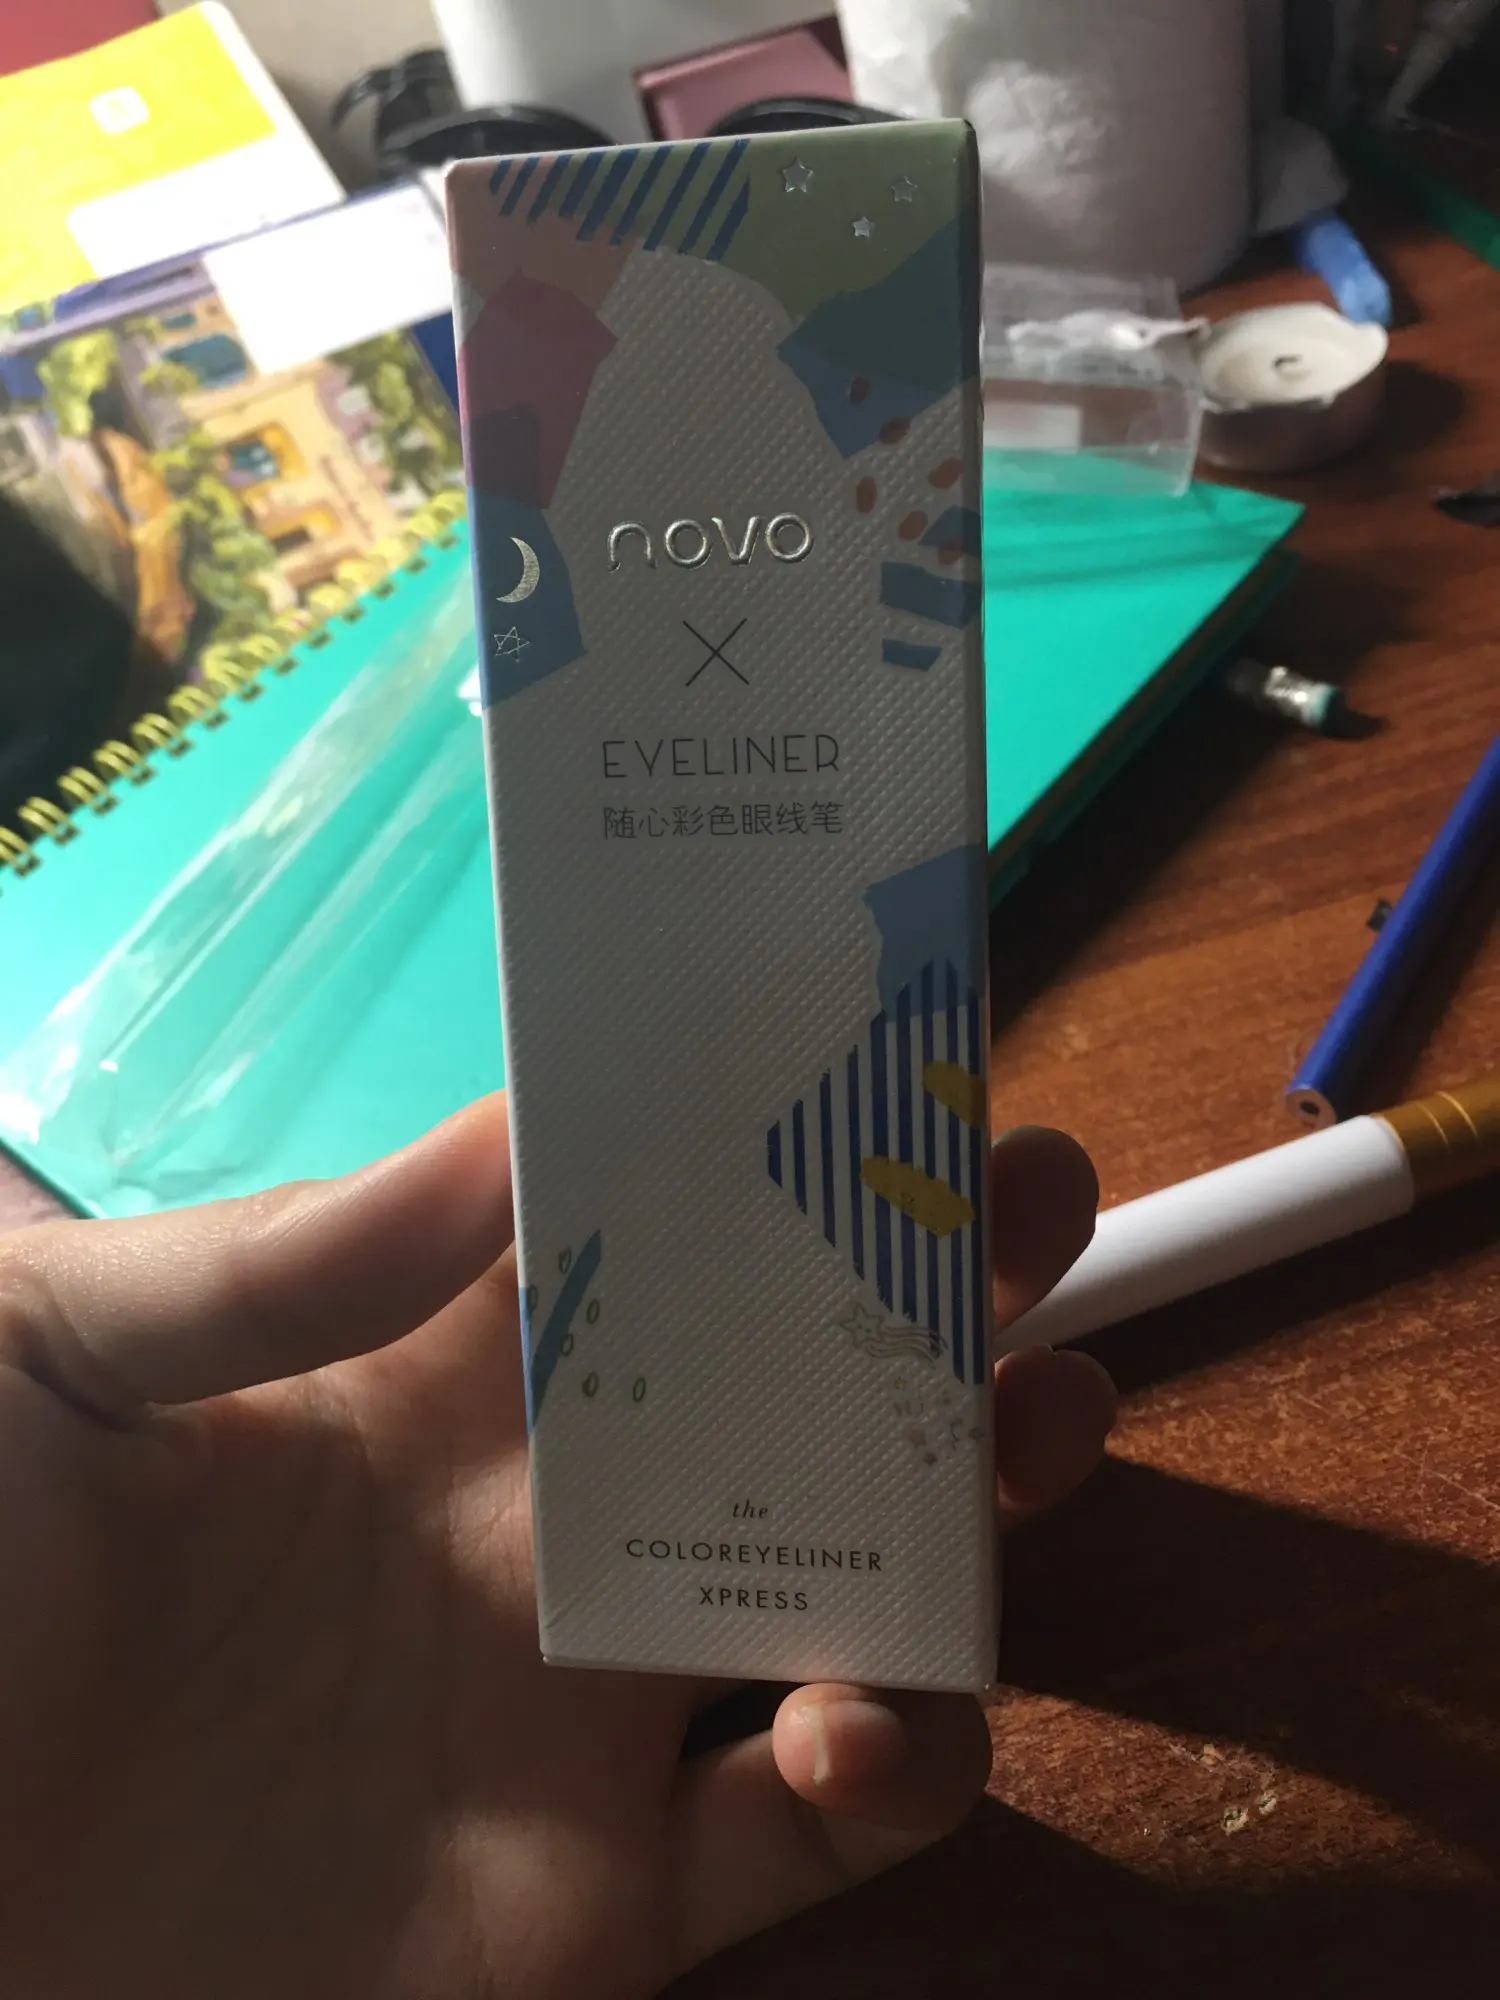 novo
X
EYELINER
随心彩色眼线笔
the
COLOREYELINER
XPRESS